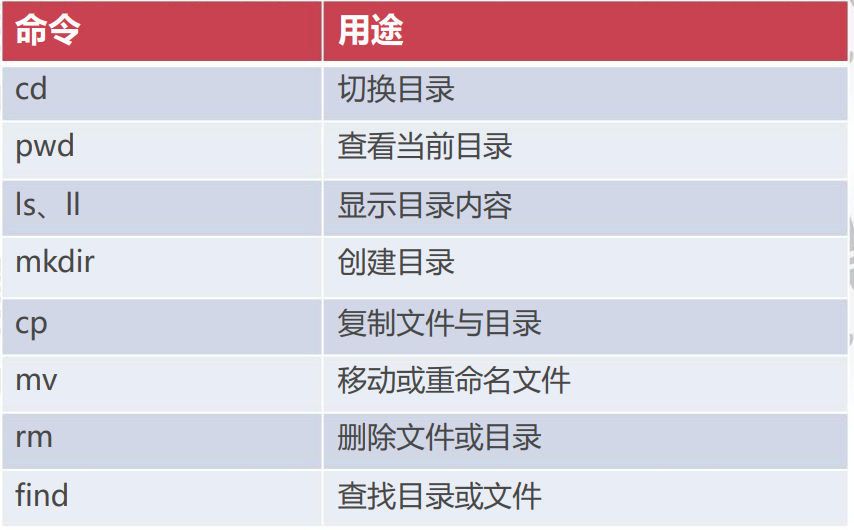 命令 用途
cd 切换目录
pwd 查看当前目录
ls、ll 显示目录内容
mkdir 创建目录
cp 复制文件与目录
mv 移动或重命名文件
rm 删除文件或目录
find 查找目录或文件